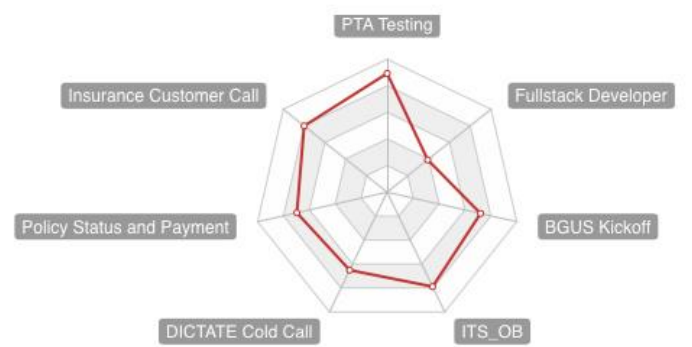 PTA Testing
Insurance Customer Call
Fullstack Developer
Policy Status and Payment
BGUS Kickoff
DICTATE Cold Call
ITS_OB